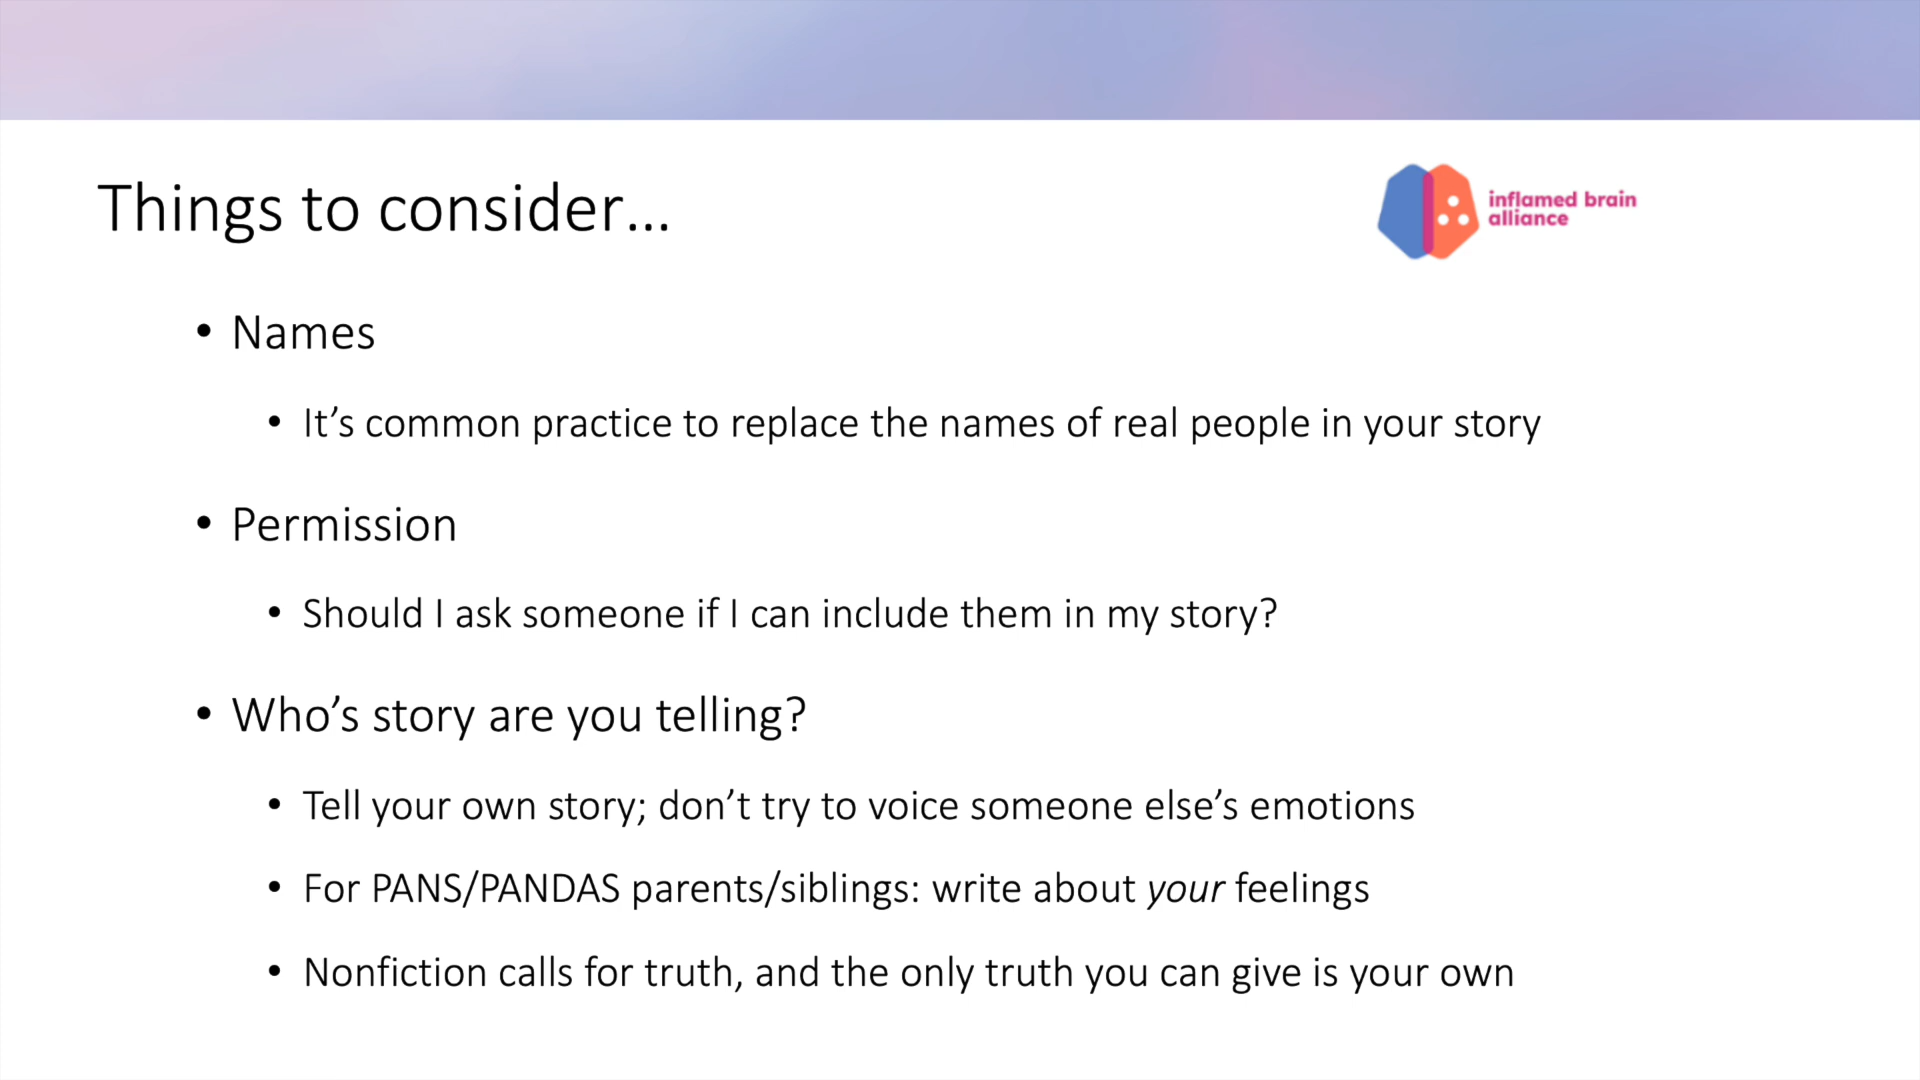 Things to consider...
inflamed brain
alliance
• Names
• It’s common practice to replace the names of real people in your story
• Permission
• Should I ask someone if I can include them in my story?
• Who’s story are you telling?
• Tell your own story; don’t try to voice someone else’s emotions
• For PANS/PANDAS parents/siblings: write about your feelings
• Nonfiction calls for truth, and the only truth you can give is your own